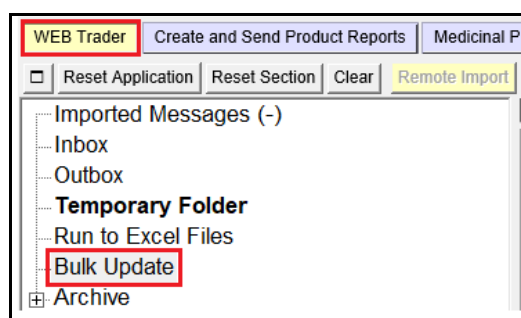 WEB Trader Create and Send Product Reports Medicinal P
Reset Application Reset Section Clear Remote Import
Imported Messages (-)
Inbox
Outbox
Temporary Folder
Run to Excel Files
Bulk Update
Archive